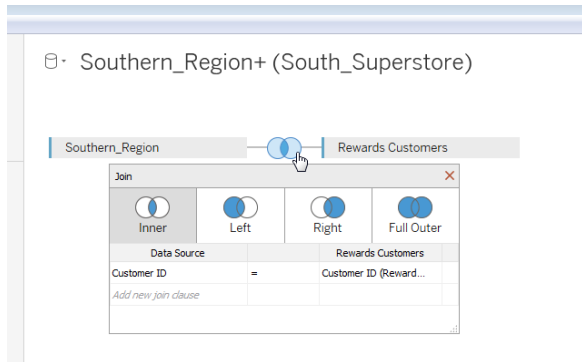 Southern_Region+ (South_Superstore)
Southern_Region Rewards Customers
Join
Inner Left Right Full Outer
Data Source Rewards Customers
Customer ID = Customer ID (Reward...
Add new join clause